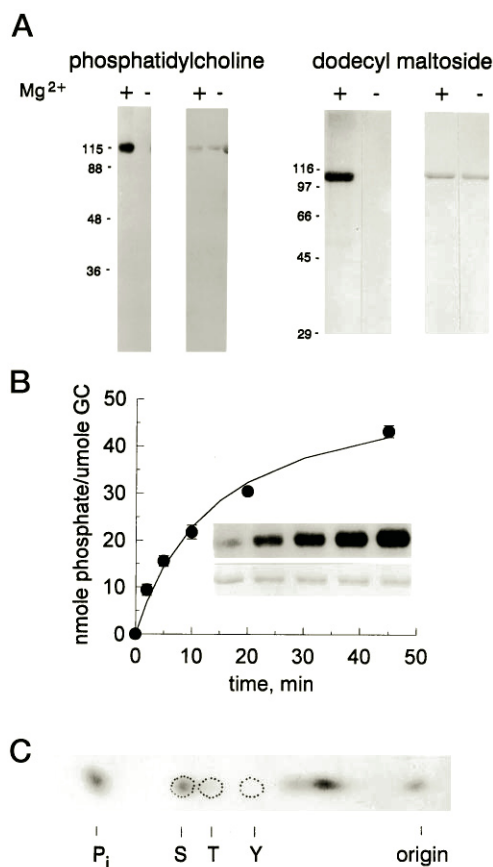 A
phosphatidylcholine dodecyl maltoside
Mg2+ + - + - + - + -
115 -
88 -
48 -
36 -
116 -
97 -
66 -
45 -
29 -
B
nmole phosphate/umole GC
50
40
30
20
10
0
0 10 20 30 40 50
time, min
C
Pi S T Y origin